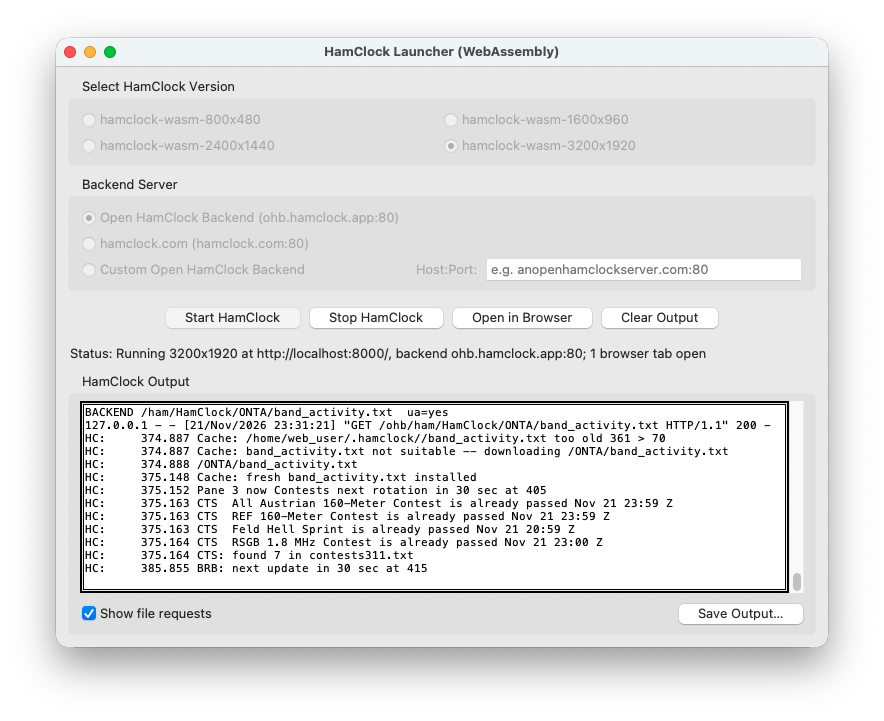 HamClock Launcher (WebAssembly)
Select HamClock Version
hamclock-wasm-800x480
hamclock-wasm-1600x960
hamclock-wasm-2400x1440
hamclock-wasm-3200x1920
Backend Server
Open HamClock Backend (ohb.hamclock.app:80)
hamclock.com (hamclock.com:80)
Custom Open HamClock Backend Host:Port: e.g. anopenhamclockserver.com:80
Start HamClock Stop HamClock Open in Browser Clear Output
Status: Running 3200x1920 at http://localhost:8000/, backend ohb.hamclock.app:80; 1 browser tab open
HamClock Output
BACKEND /ham/HamClock/ONTA/band_activity.txt  ua=yes
127.0.0.1 - - [21/Nov/2026 23:31:21] "GET /ohb/ham/HamClock/ONTA/band_activity.txt HTTP/1.1" 200 -
HC:     374.887 Cache: /home/web_user/.hamclock//band_activity.txt too old 361 > 70
HC:     374.887 Cache: band_activity.txt not suitable -- downloading /ONTA/band_activity.txt
HC:     374.888 /ONTA/band_activity.txt
HC:     375.148 Cache: fresh band_activity.txt installed
HC:     375.152 Pane 3 now Contests next rotation in 30 sec at 405
HC:     375.163 CTS  All Austrian 160-Meter Contest is already passed Nov 21 23:59 Z
HC:     375.163 CTS  REF 160-Meter Contest is already passed Nov 21 23:59 Z
HC:     375.163 CTS  Feld Hell Sprint is already passed Nov 21 20:59 Z
HC:     375.164 CTS  RSGB 1.8 MHz Contest is already passed Nov 21 23:00 Z
HC:     375.164 CTS: found 7 in contests311.txt
HC:     385.855 BRB: next update in 30 sec at 415
Show file requests
Save Output...